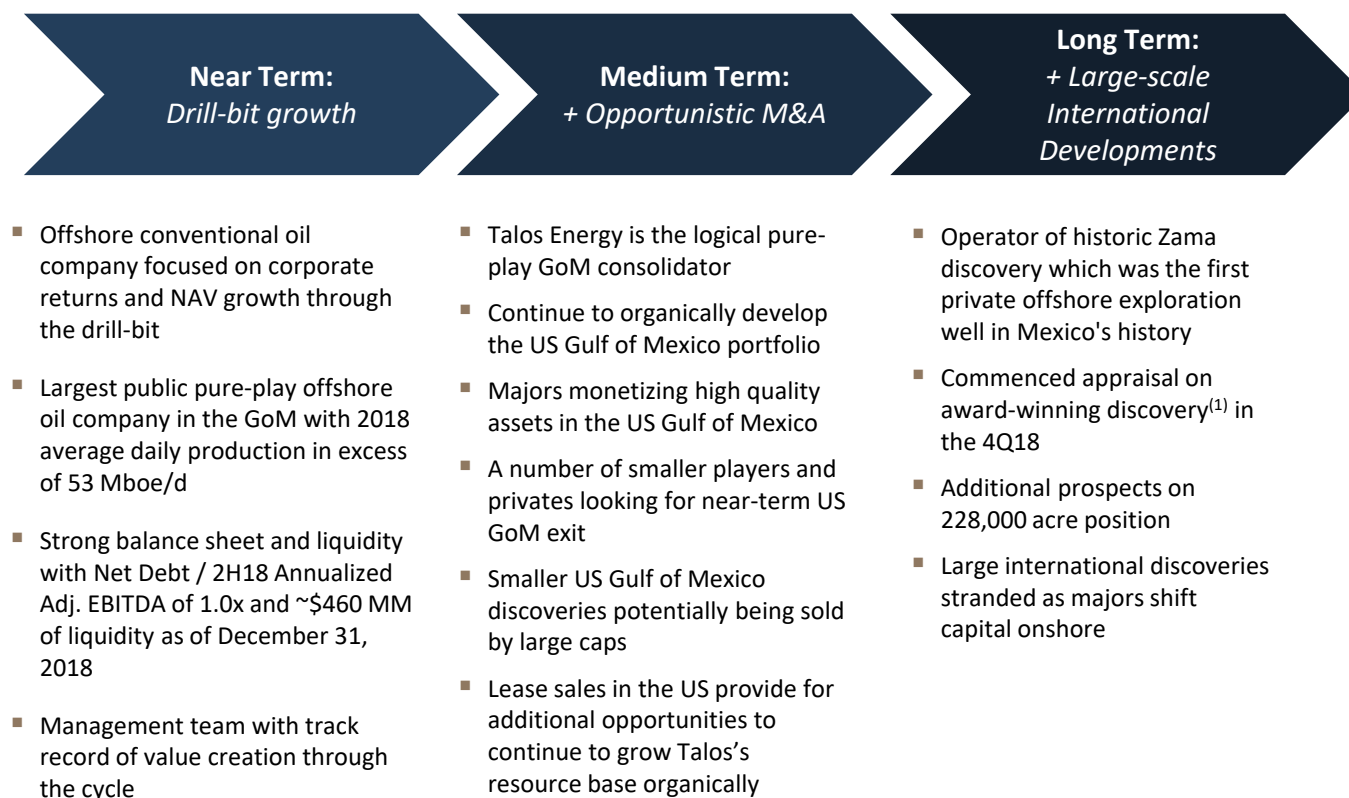 Near Term:
Drill-bit growth
Medium Term:
+ Opportunistic M&A
Long Term:
+ Large-scale
International
Developments
▪ Offshore conventional oil
company focused on corporate
returns and NAV growth through
the drill-bit
▪ Largest public pure-play offshore
oil company in the GoM with 2018
average daily production in excess
of 53 Mboe/d
▪ Strong balance sheet and liquidity
with Net Debt / 2H18 Annualized
Adj. EBITDA of 1.0x and ~$460 MM
of liquidity as of December 31,
2018
▪ Management team with track
record of value creation through
the cycle
▪ Talos Energy is the logical pure-
play GoM consolidator
▪ Continue to organically develop
the US Gulf of Mexico portfolio
▪ Majors monetizing high quality
assets in the US Gulf of Mexico
▪ A number of smaller players and
privates looking for near-term US
GoM exit
▪ Smaller US Gulf of Mexico
discoveries potentially being sold
by large caps
▪ Lease sales in the US provide for
additional opportunities to
continue to grow Talos's
resource base organically
▪ Operator of historic Zama
discovery which was the first
private offshore exploration
well in Mexico's history
▪ Commenced appraisal on
award-winning discovery(1) in
the 4Q18
▪ Additional prospects on
228,000 acre position
▪ Large international discoveries
stranded as majors shift
capital onshore